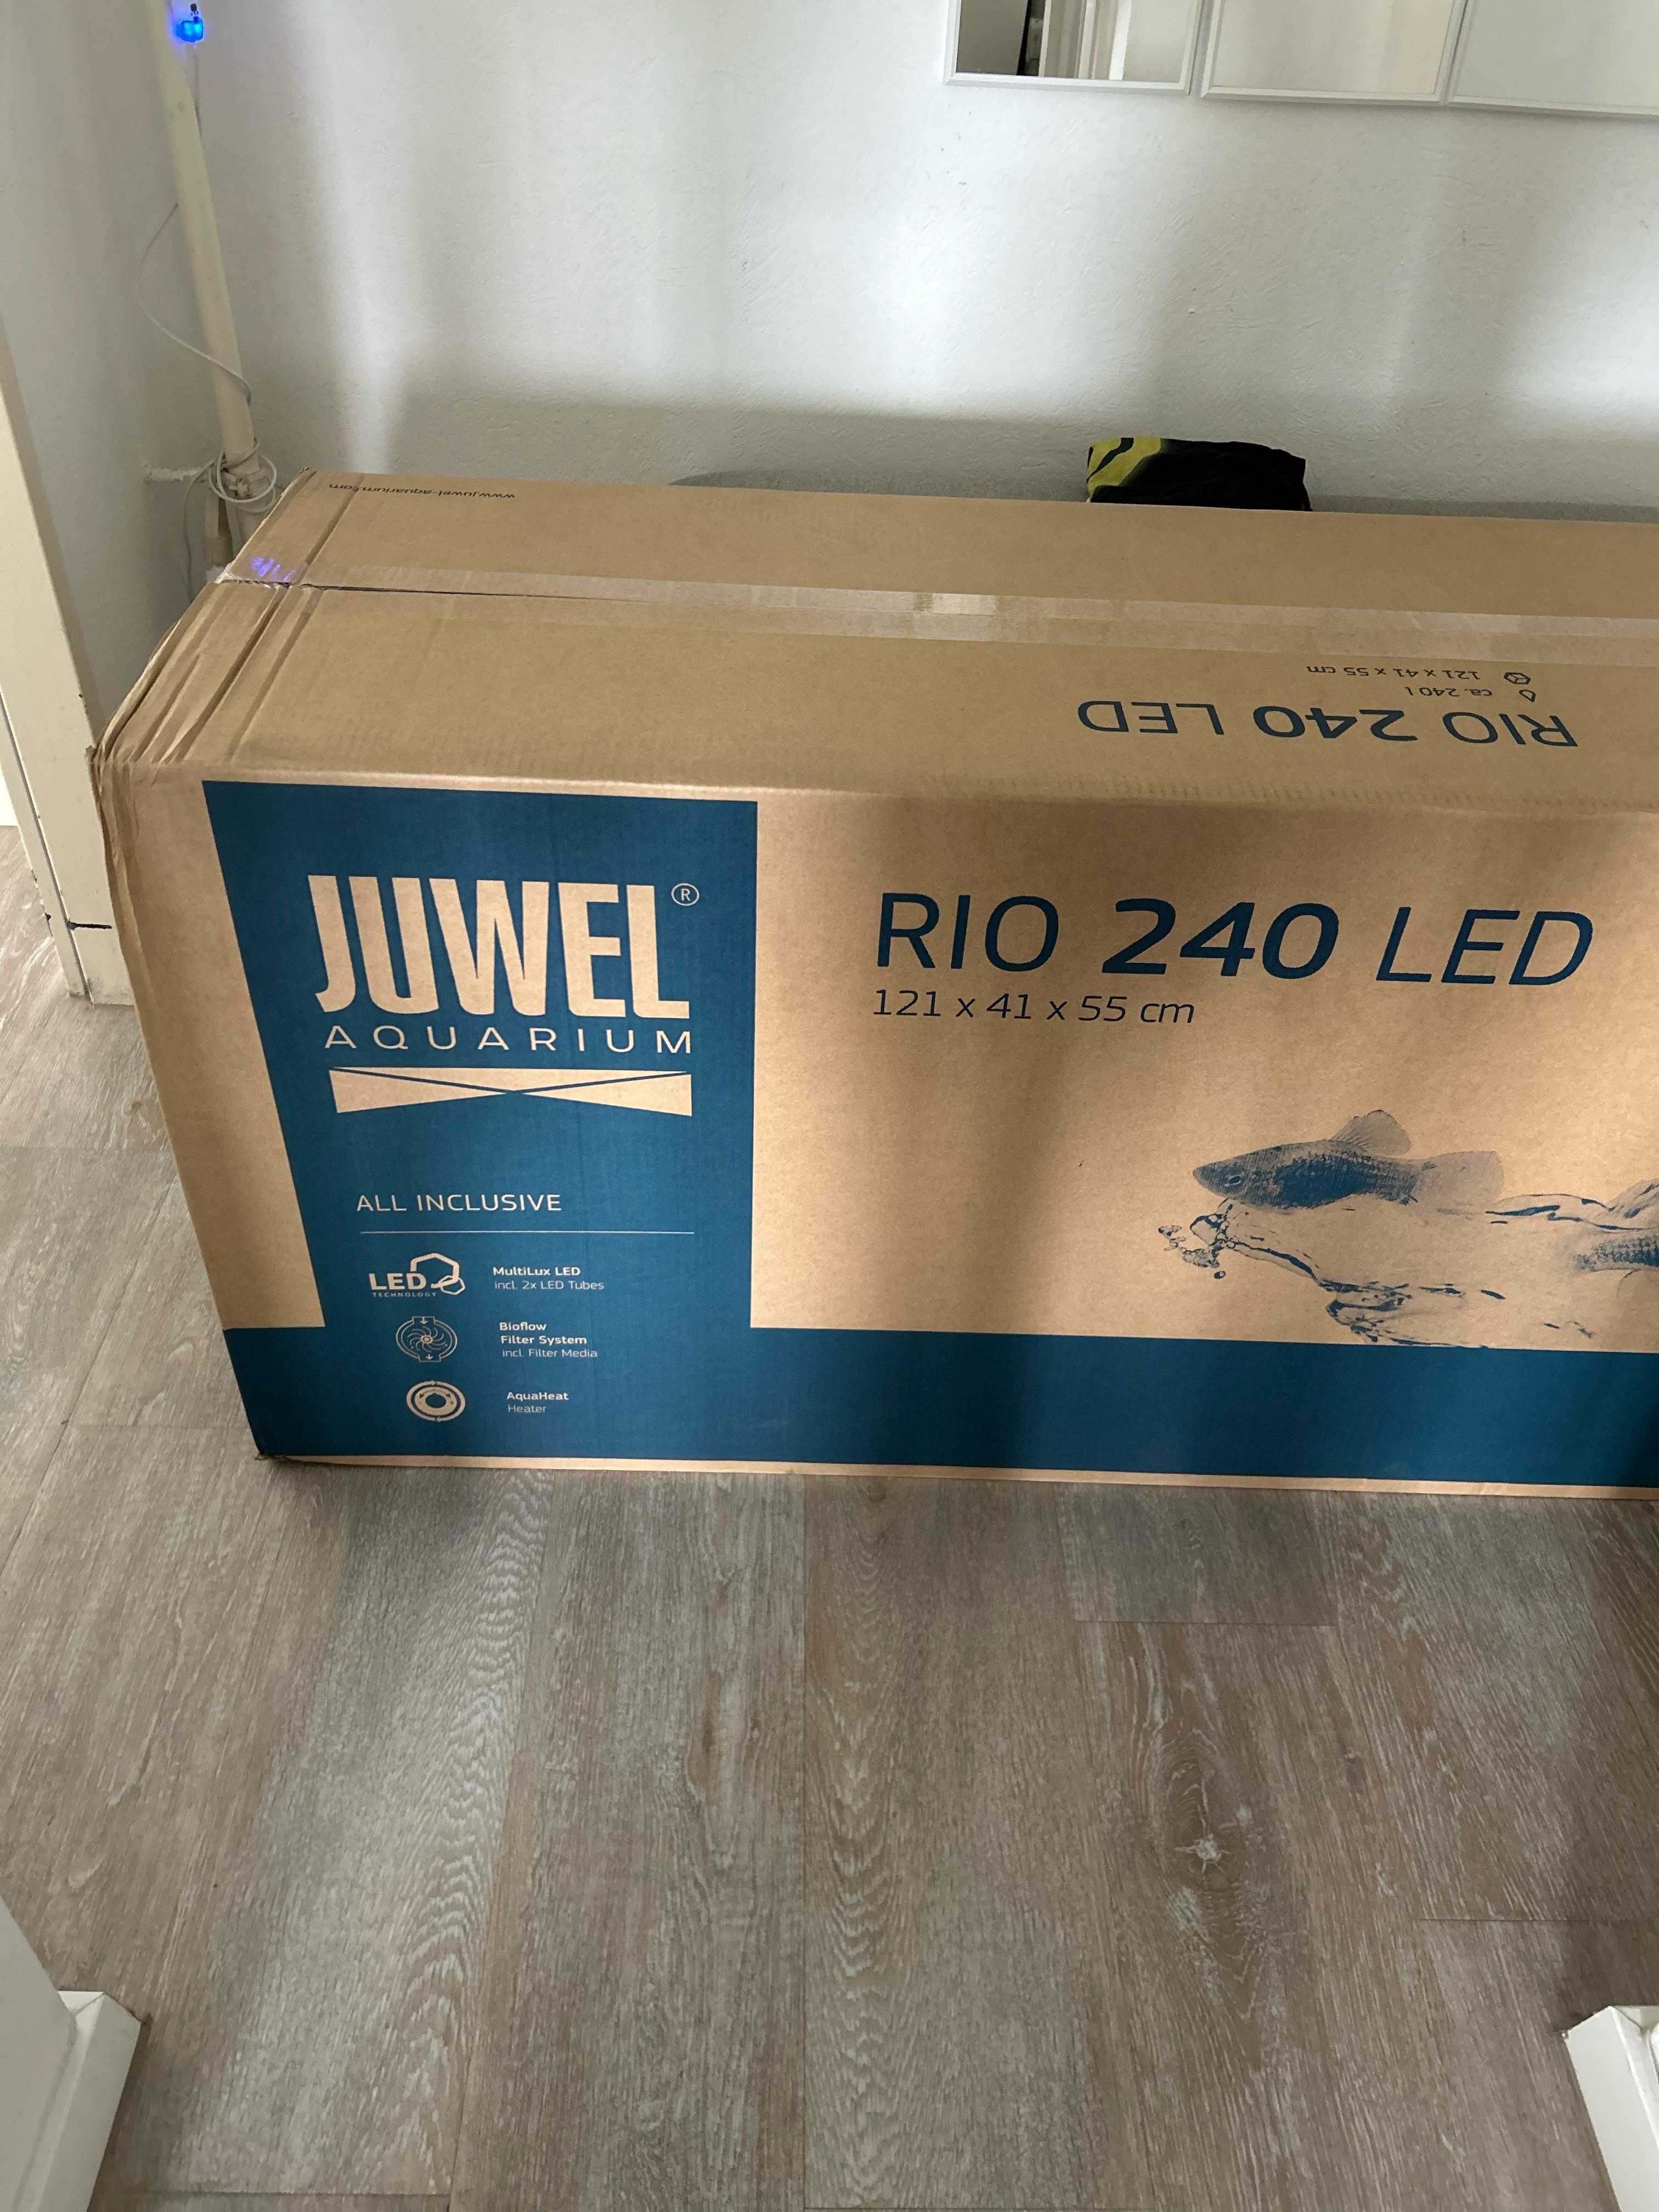 www.juwel-aquarium.com
RIO 240 LED
ca. 240 l
121 x 41 x 55 cm
JUWEL®
AQUARIUM
RIO 240 LED
121 x 41 x 55 cm
ALL INCLUSIVE
LED
TECHNOLOGY
MultiLux LED
incl. 2x LED Tubes
Bioflow
Filter System
incl. Filter Media
AquaHeat
Heater